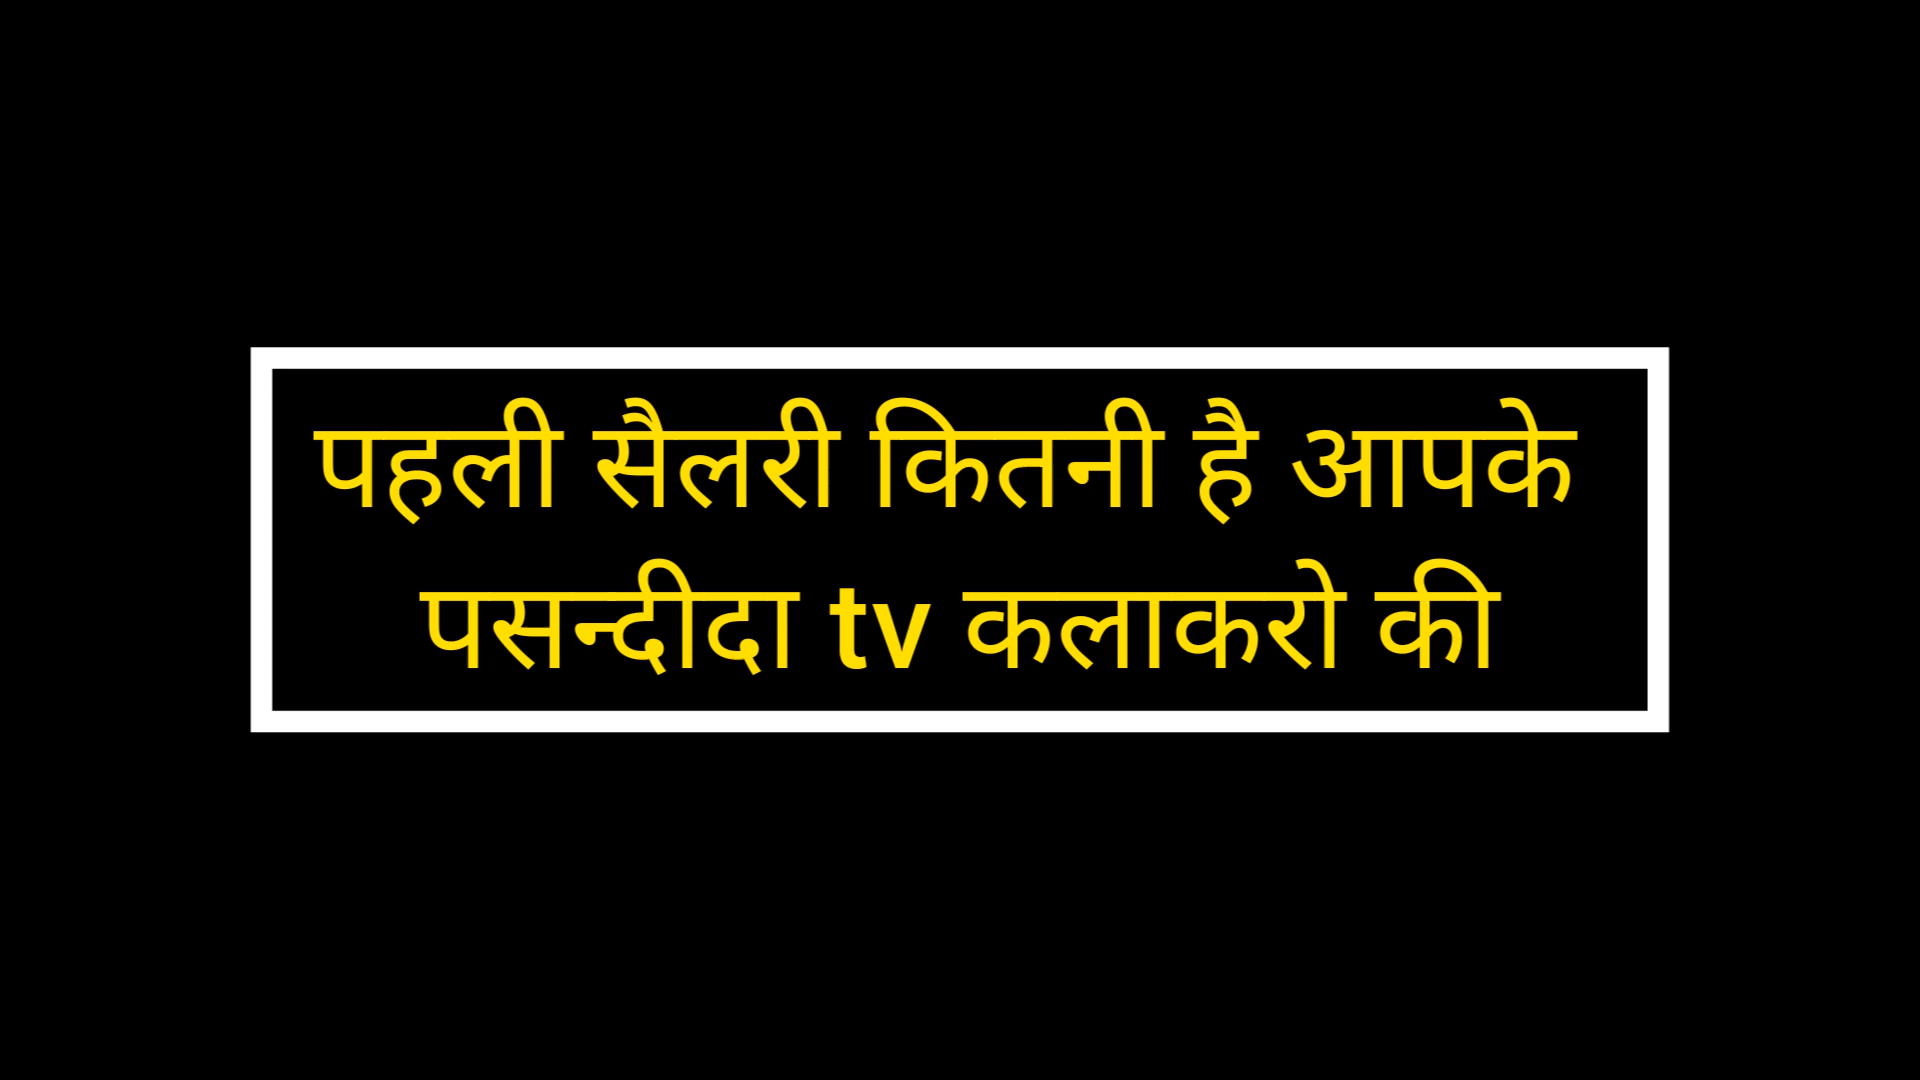 पहली सैलरी कितनी है आपके
पसन्दीदा tv कलाकरो की